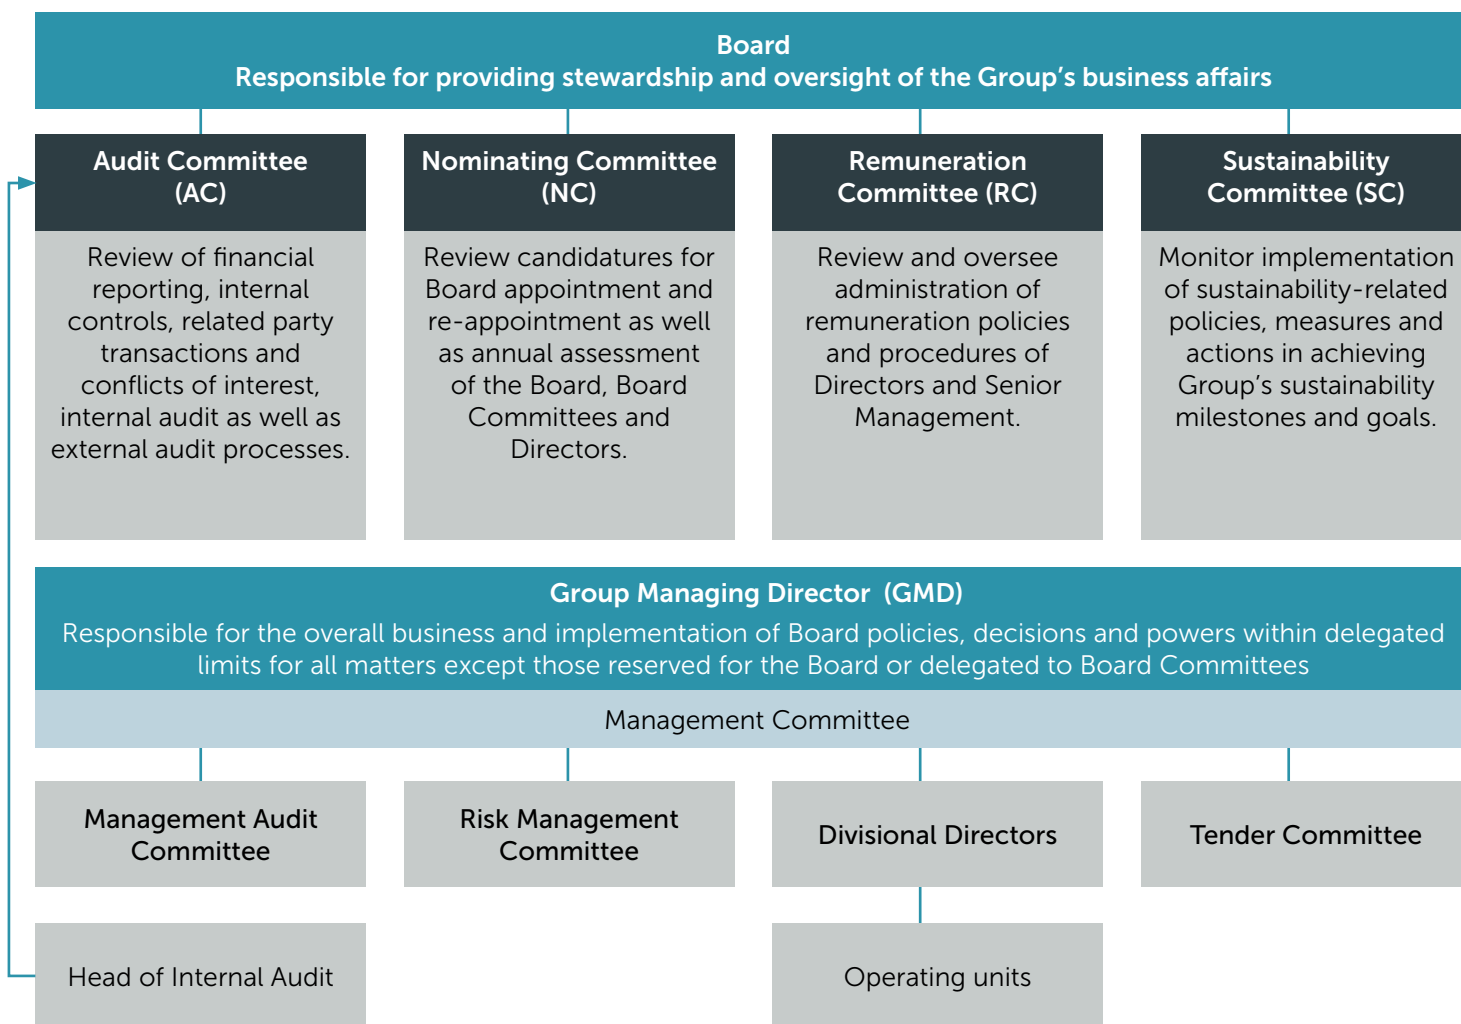 Board
Responsible for providing stewardship and oversight of the Group's business affairs
Audit Committee
(AC)
Review of financial
reporting, internal
controls, related party
transactions and
conflicts of interest,
internal audit as well as
external audit processes.
Nominating Committee
(NC)
Review candidatures for
Board appointment and
re-appointment as well
as annual assessment
of the Board, Board
Committees and
Directors.
Remuneration
Committee (RC)
Review and oversee
administration of
remuneration policies
and procedures of
Directors and Senior
Management.
Sustainability
Committee (SC)
Monitor implementation
of sustainability-related
policies, measures and
actions in achieving
Group's sustainability
milestones and goals.
Group Managing Director (GMD)
Responsible for the overall business and implementation of Board policies, decisions and powers within delegated
limits for all matters except those reserved for the Board or delegated to Board Committees
Management Committee
Management Audit
Committee
Risk Management
Committee
Divisional Directors
Tender Committee
Head of Internal Audit
Operating units